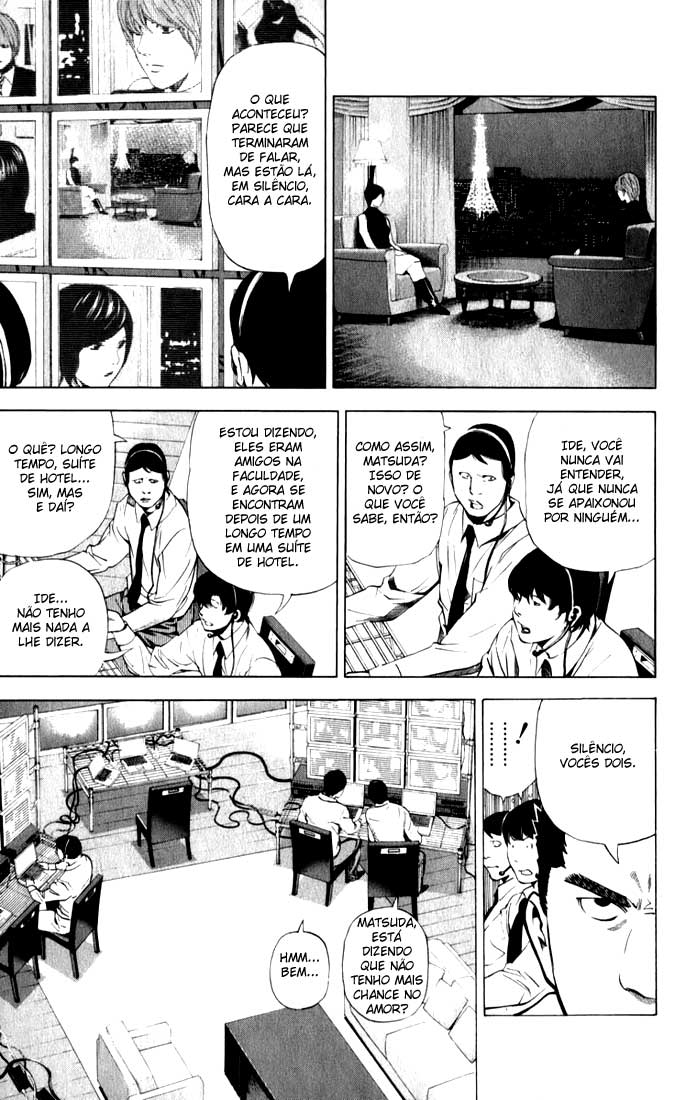 O QUE
ACONTECEU?
PARECE QUE
TERMINARAM
DE FALAR,
MAS ESTÃO LÁ,
EM SILÊNCIO,
CARA A CARA.
IDE, VOCÊ
NUNCA VAI
ENTENDER,
JÁ QUE NUNCA
SE APAIXONOU
POR NINGUÉM...
COMO ASSIM,
MATSUDA?
ISSO DE
NOVO? O
QUE VOCÊ
SABE, ENTÃO?
ESTOU DIZENDO,
ELES ERAM
AMIGOS NA
FACULDADE,
E AGORA SE
ENCONTRAM
DEPOIS DE UM
LONGO TEMPO
EM UMA SUÍTE
DE HOTEL.
O QUÊ? LONGO
TEMPO, SUÍTE
DE HOTEL...
SIM, MAS
E DAÍ?
IDE...
NÃO TENHO
MAIS NADA A
LHE DIZER.
SILÊNCIO,
VOCÊS DOIS.
!
MATSUDA,
ESTÁ
DIZENDO
QUE NÃO
TENHO MAIS
CHANCE NO
AMOR?
HMM...
BEM...